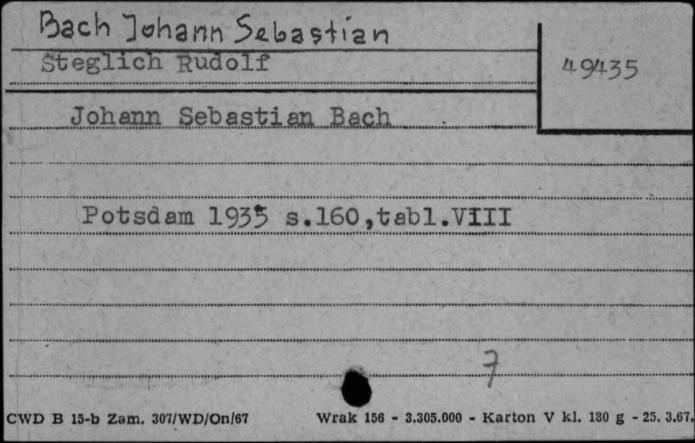 Bach Johann Sebastian
Steglich Rudolf
49435
Johann Sebastian Bach
Potsdam 1935 s.160,tabl.VIII
7
CWD B 15-b Zam. 307/WD/On/67 Wrak 156 - 3.305.000 - Karton V kl. 180 g - 25. 3.67.